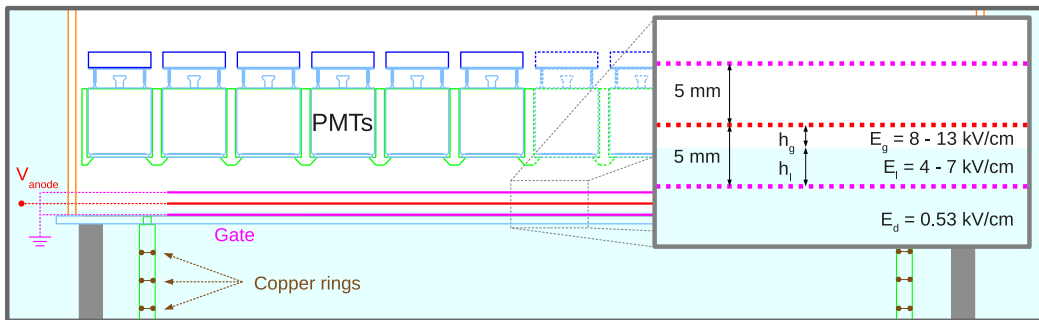 PMTs
V_anode
Gate
Copper rings
5 mm
5 mm
h_g
h_l
E_g = 8 - 13 kV/cm
E_l = 4 - 7 kV/cm
E_d = 0.53 kV/cm